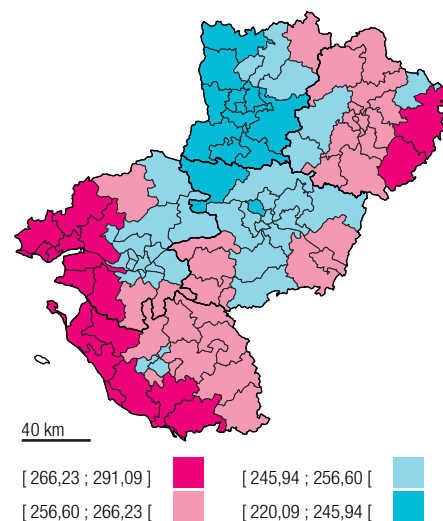 40 km
[ 266,23 ; 291,09 ]
[ 245,94 ; 256,60 [
[ 256,60 ; 266,23 [
[ 220,09 ; 245,94 [